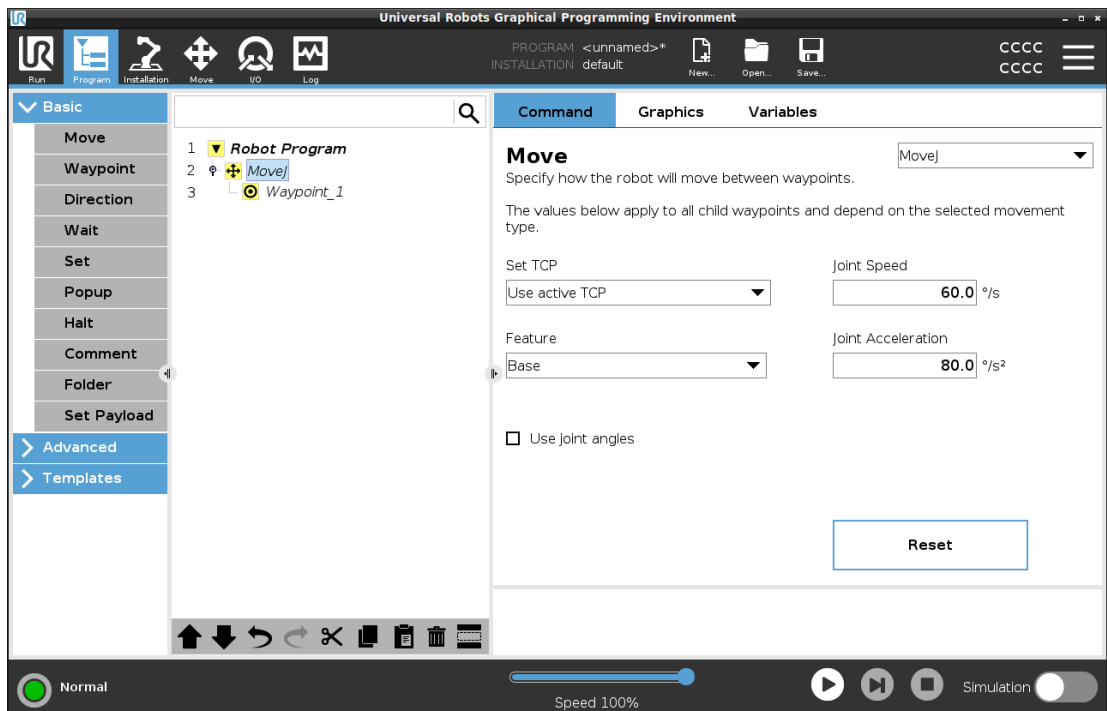 Universal Robots Graphical Programming Environment
UR
Run
Program
Installation
Move
I/O
Log
PROGRAM <unnamed>*
INSTALLATION default
New...
Open...
Save...
CCCC
CCCC
Basic
Move
Waypoint
Direction
Wait
Set
Popup
Halt
Comment
Folder
Set Payload
Advanced
Templates
1 Robot Program
2 MoveJ
3 Waypoint_1
Command Graphics Variables
Move
MoveJ
Specify how the robot will move between waypoints.
The values below apply to all child waypoints and depend on the selected movement
type.
Set TCP
Joint Speed
Use active TCP
60.0 °/s
Feature
Joint Acceleration
Base
80.0 °/s²
Use joint angles
Reset
Normal
Speed 100%
Simulation